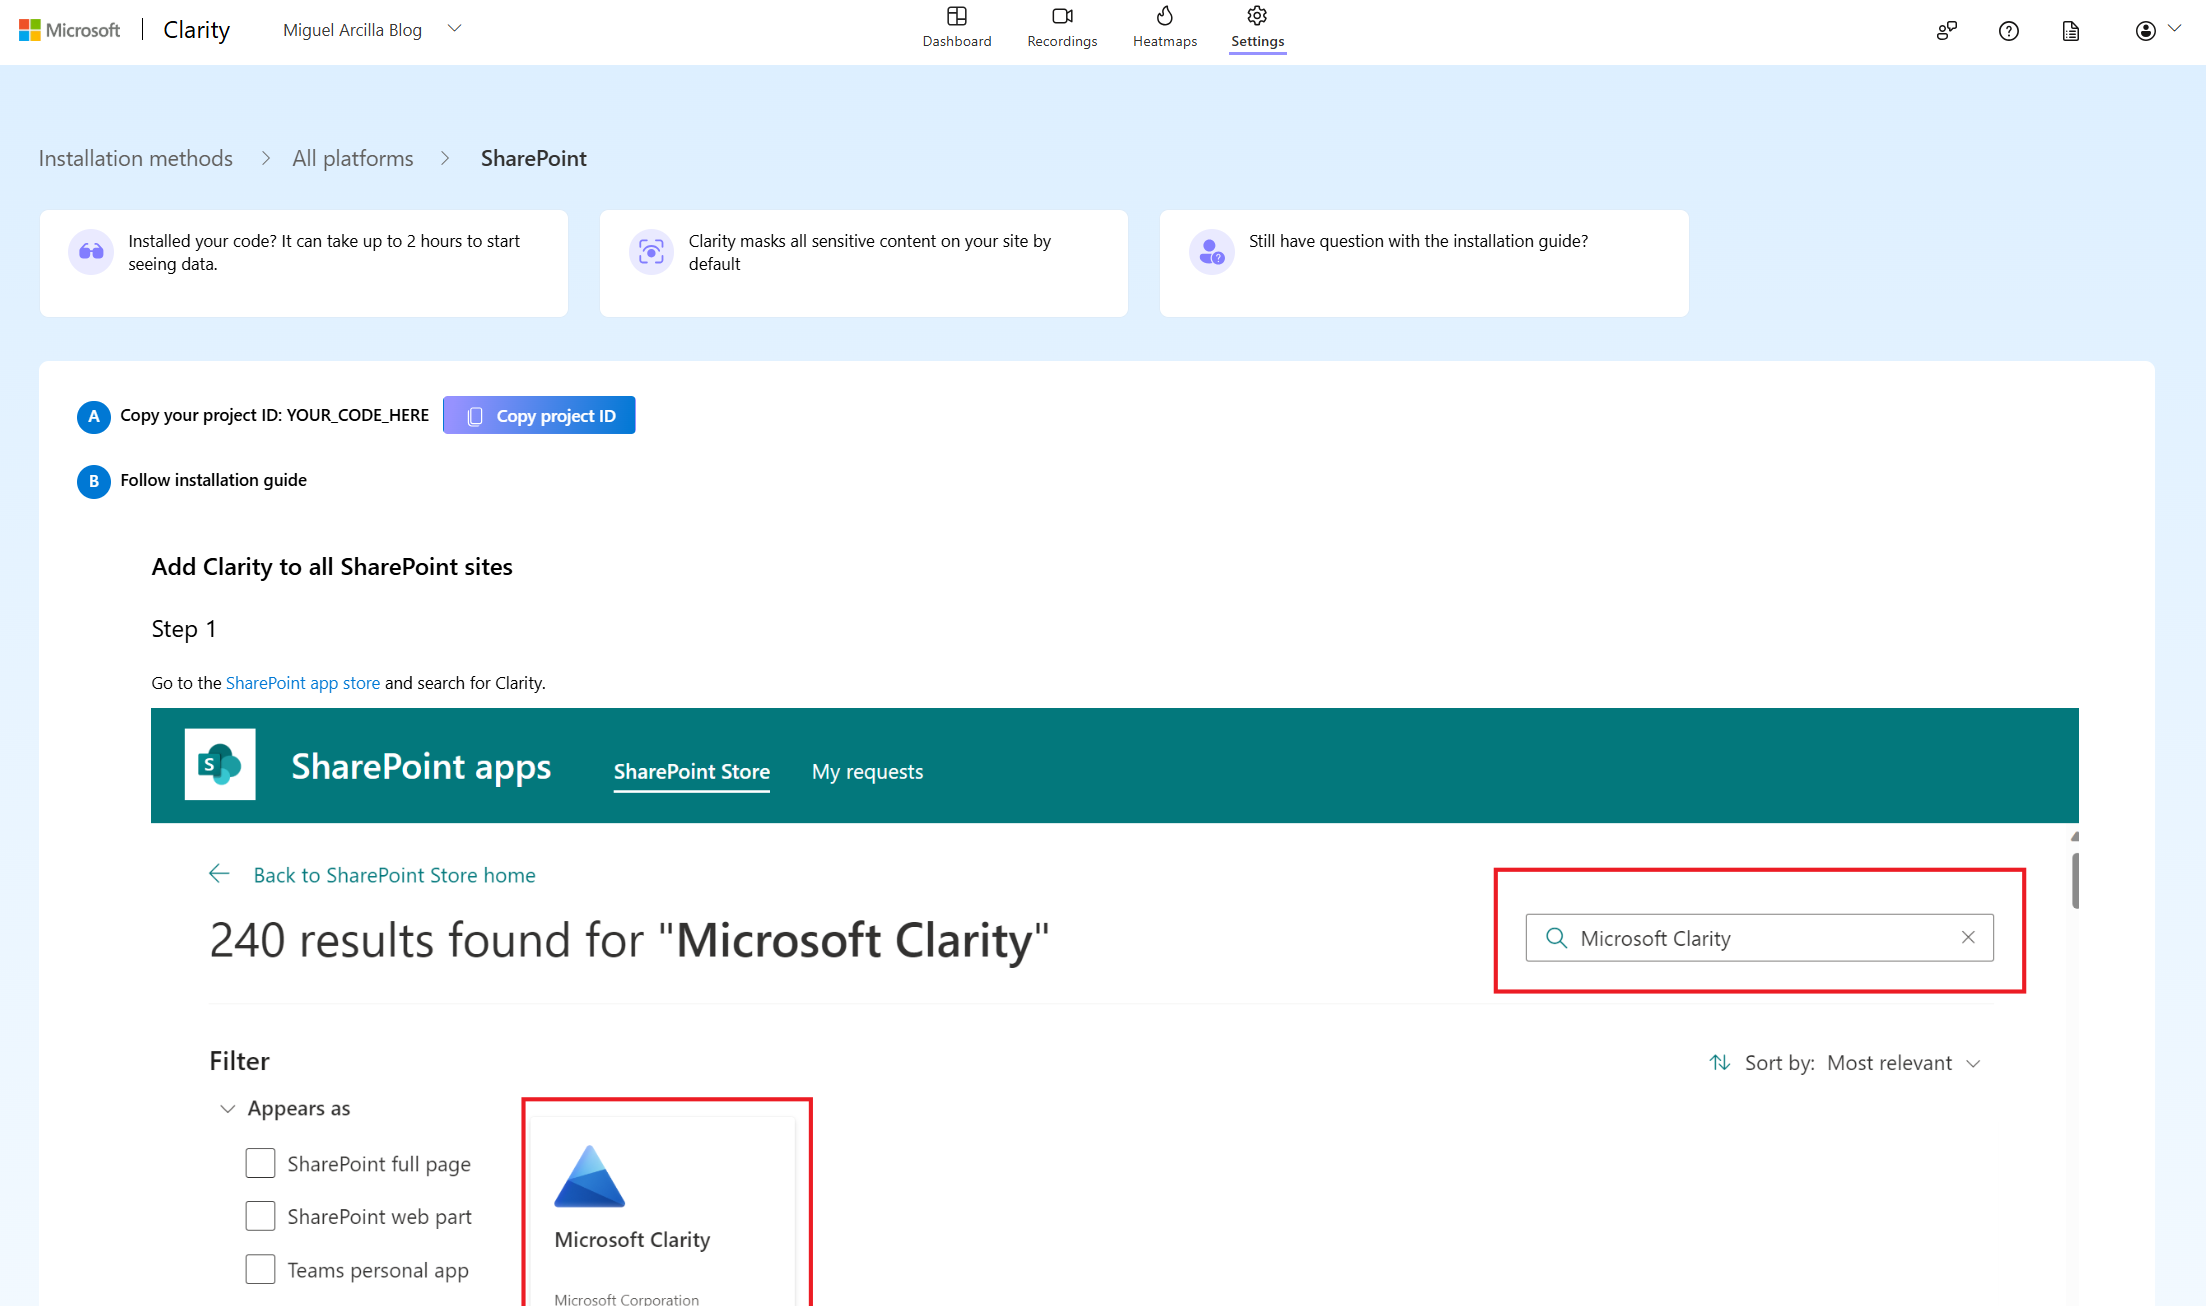 Microsoft | Clarity Miguel Arcilla Blog
Dashboard Recordings Heatmaps Settings
Installation methods > All platforms > SharePoint
Installed your code? It can take up to 2 hours to start
seeing data.
Clarity masks all sensitive content on your site by
default
Still have question with the installation guide?
A Copy your project ID: YOUR_CODE_HERE Copy project ID
B Follow installation guide
Add Clarity to all SharePoint sites
Step 1
Go to the SharePoint app store and search for Clarity.
S SharePoint apps SharePoint Store My requests
Back to SharePoint Store home
240 results found for "Microsoft Clarity"
Microsoft Clarity
Filter
Sort by: Most relevant
Appears as
SharePoint full page
SharePoint web part
Teams personal app
Microsoft Clarity
Microsoft Corporation